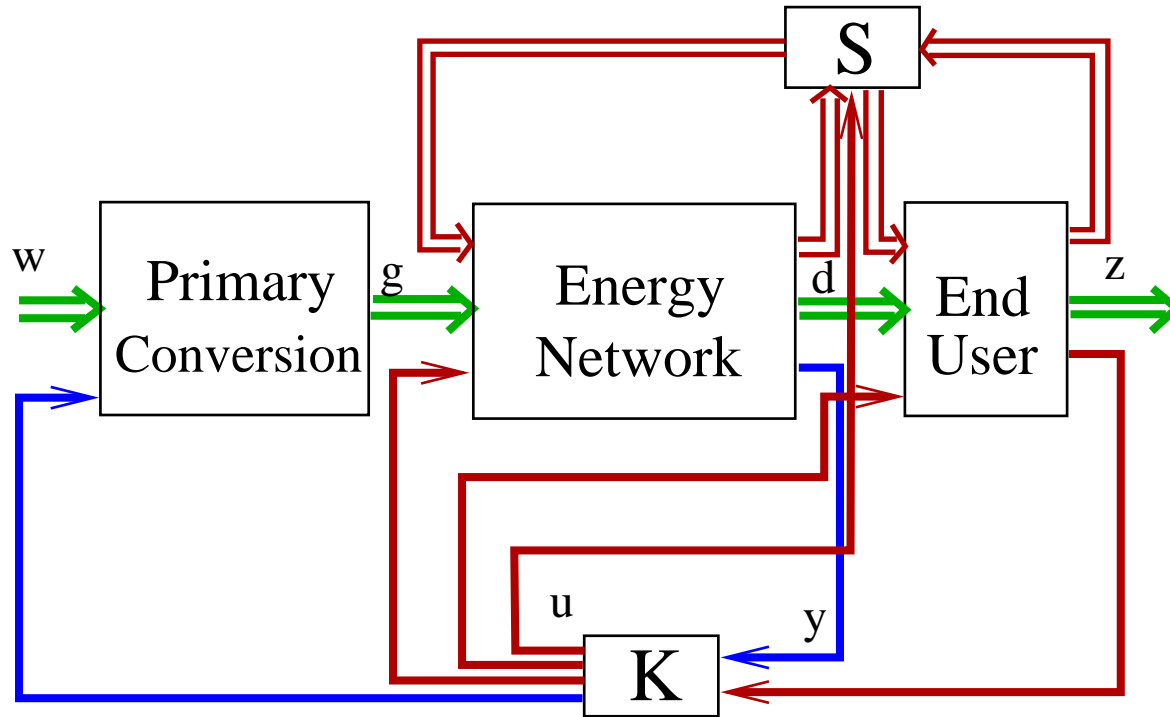 S
w
Primary
Conversion
g
Energy
Network
d
End
User
z
u
y
K